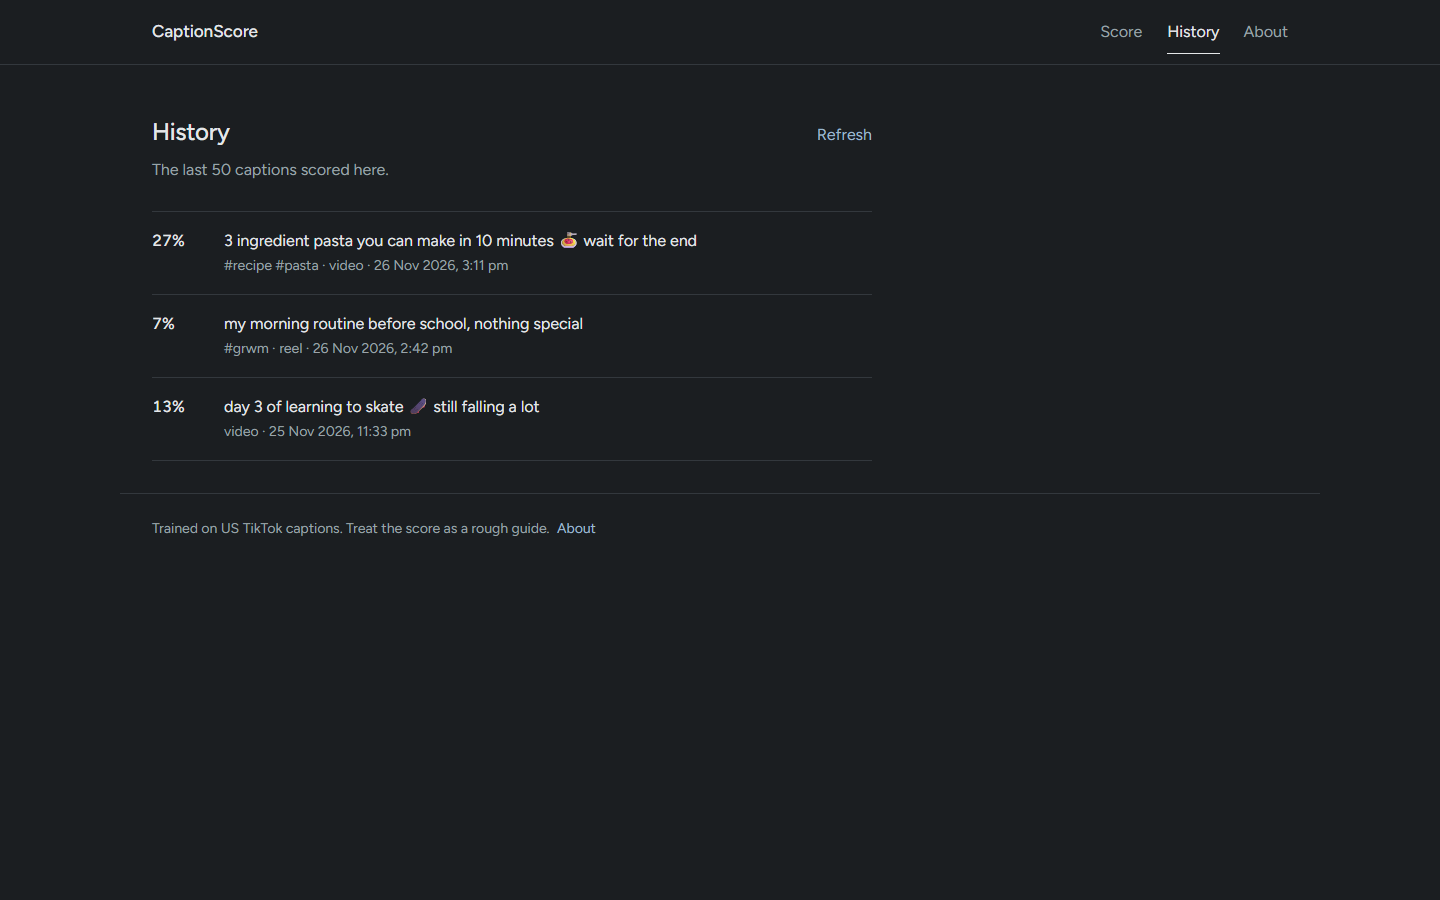 CaptionScore
Score History About
History
Refresh
The last 50 captions scored here.
27% 3 ingredient pasta you can make in 10 minutes 🍝 wait for the end
#recipe #pasta · video · 26 Nov 2026, 3:11 pm
7% my morning routine before school, nothing special
#grwm · reel · 26 Nov 2026, 2:42 pm
13% day 3 of learning to skate 🛹 still falling a lot
video · 25 Nov 2026, 11:33 pm
Trained on US TikTok captions. Treat the score as a rough guide. About